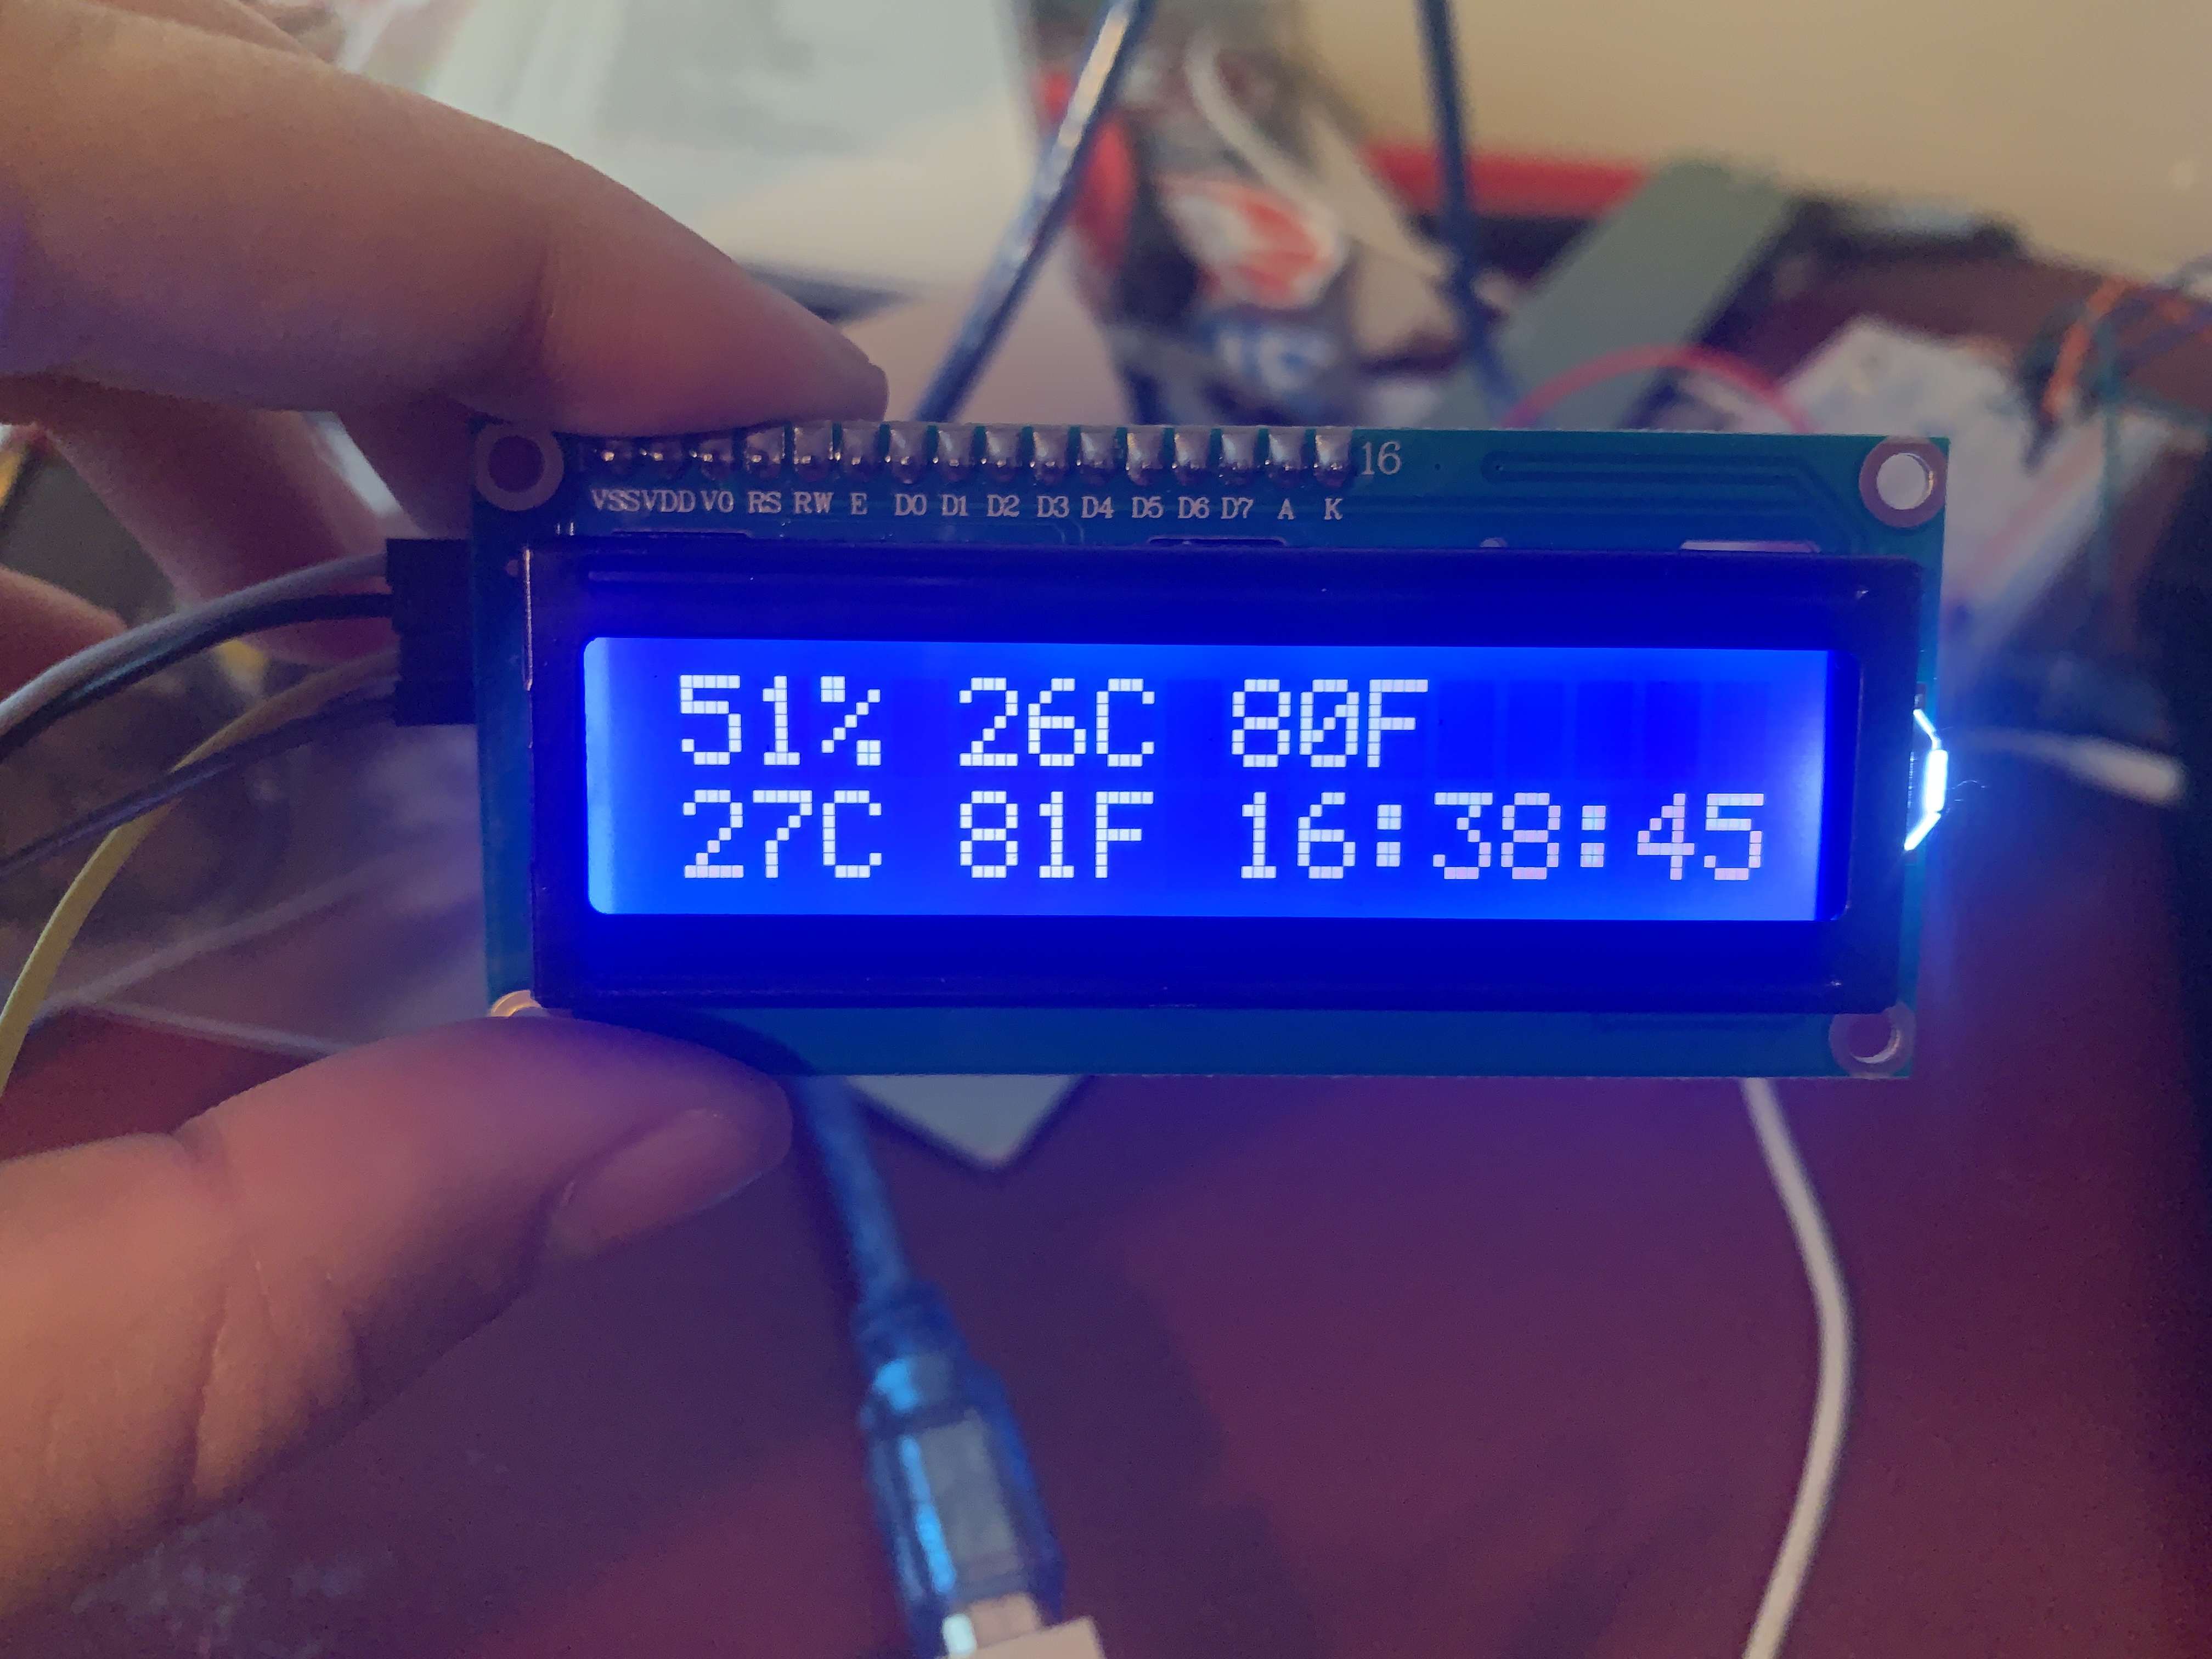 16
VSS VDD V0 RS RW E D0 D1 D2 D3 D4 D5 D6 D7 A K
51% 26C 80F
27C 81F 16:38:45